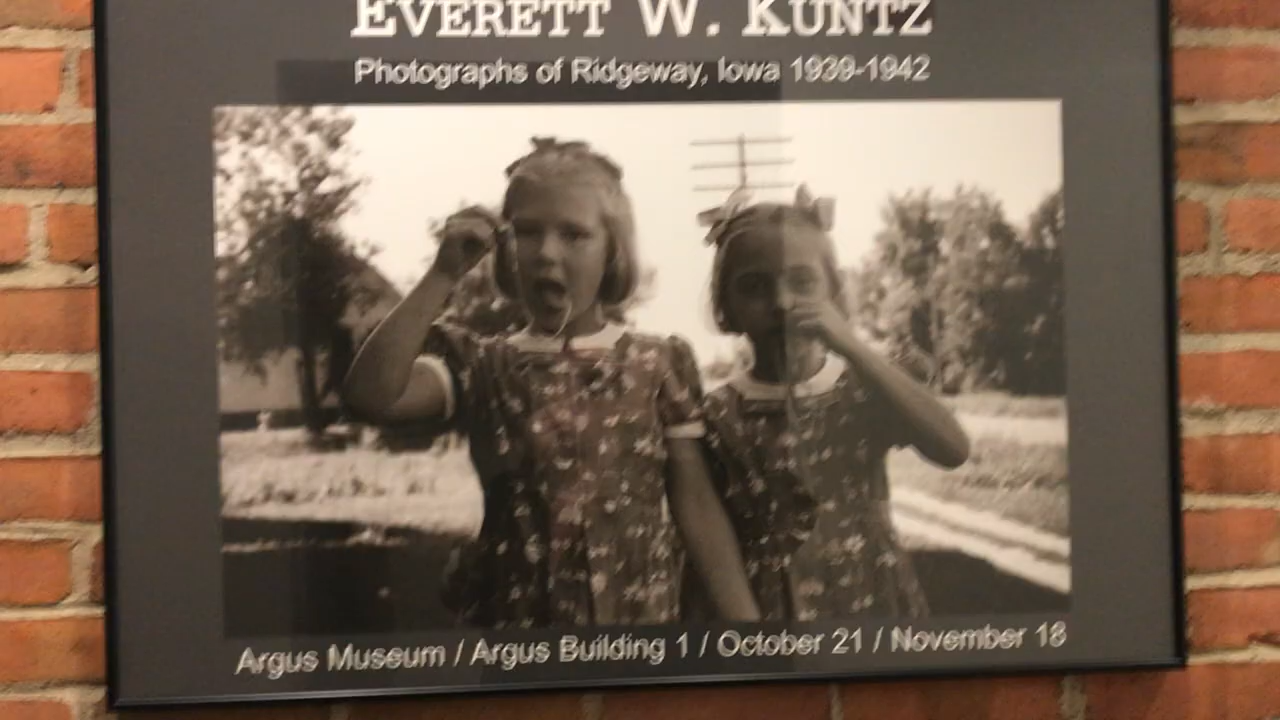 EVERETT W. KUNTZ
Photographs of Ridgeway, Iowa 1939-1942
Argus Museum / Argus Building 1 / October 21 / November 18